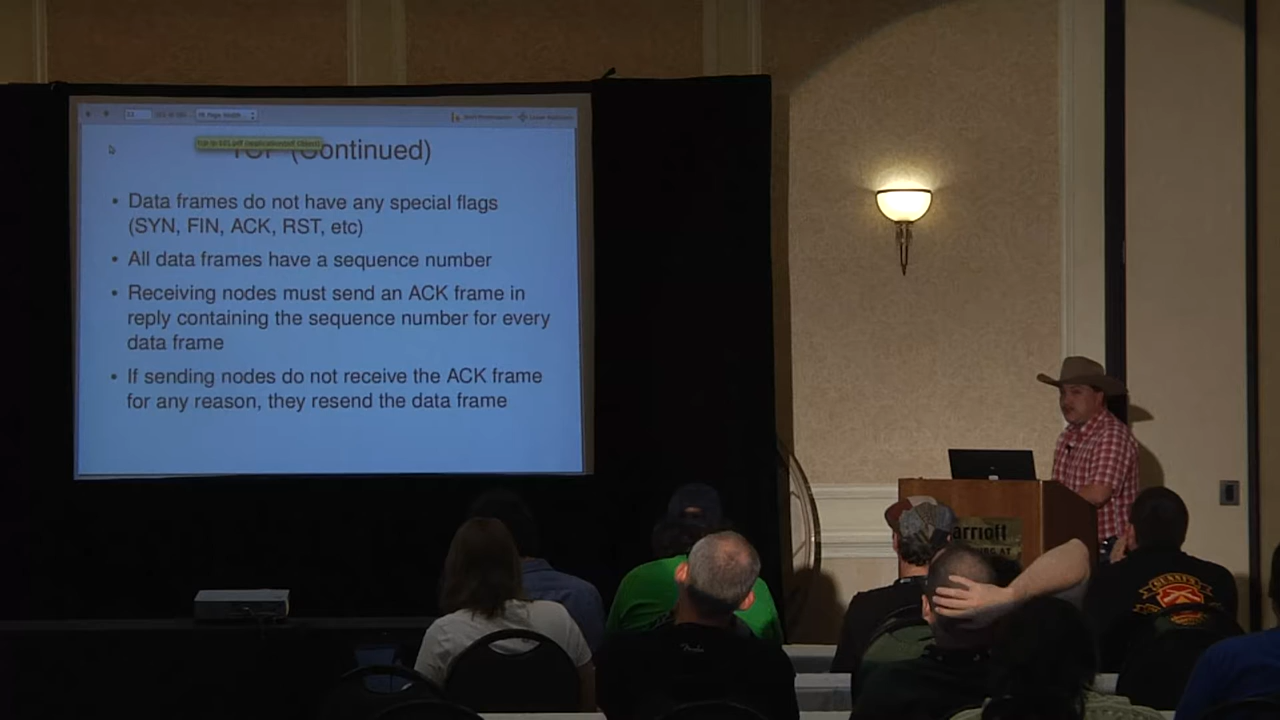 TCP (Continued)
• Data frames do not have any special flags
(SYN, FIN, ACK, RST, etc)
• All data frames have a sequence number
• Receiving nodes must send an ACK frame in
reply containing the sequence number for every
data frame
• If sending nodes do not receive the ACK frame
for any reason, they resend the data frame
arriott